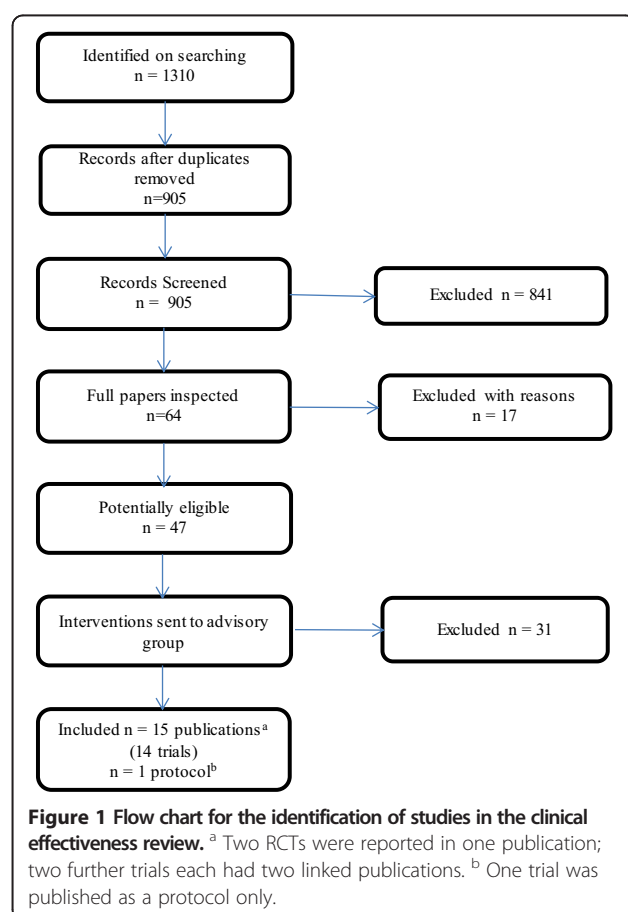 Identified on searching
n = 1310
Records after duplicates
removed
n=905
Records Screened
n = 905
Excluded n = 841
Full papers inspected
n=64
Excluded with reasons
n = 17
Potentially eligible
n = 47
Interventions sent to advisory
group
Excluded n = 31
Included n = 15 publications a
(14 trials)
n = 1 protocol b
Figure 1 Flow chart for the identification of studies in the clinical
effectiveness review. a Two RCTs were reported in one publication;
two further trials each had two linked publications. b One trial was
published as a protocol only.